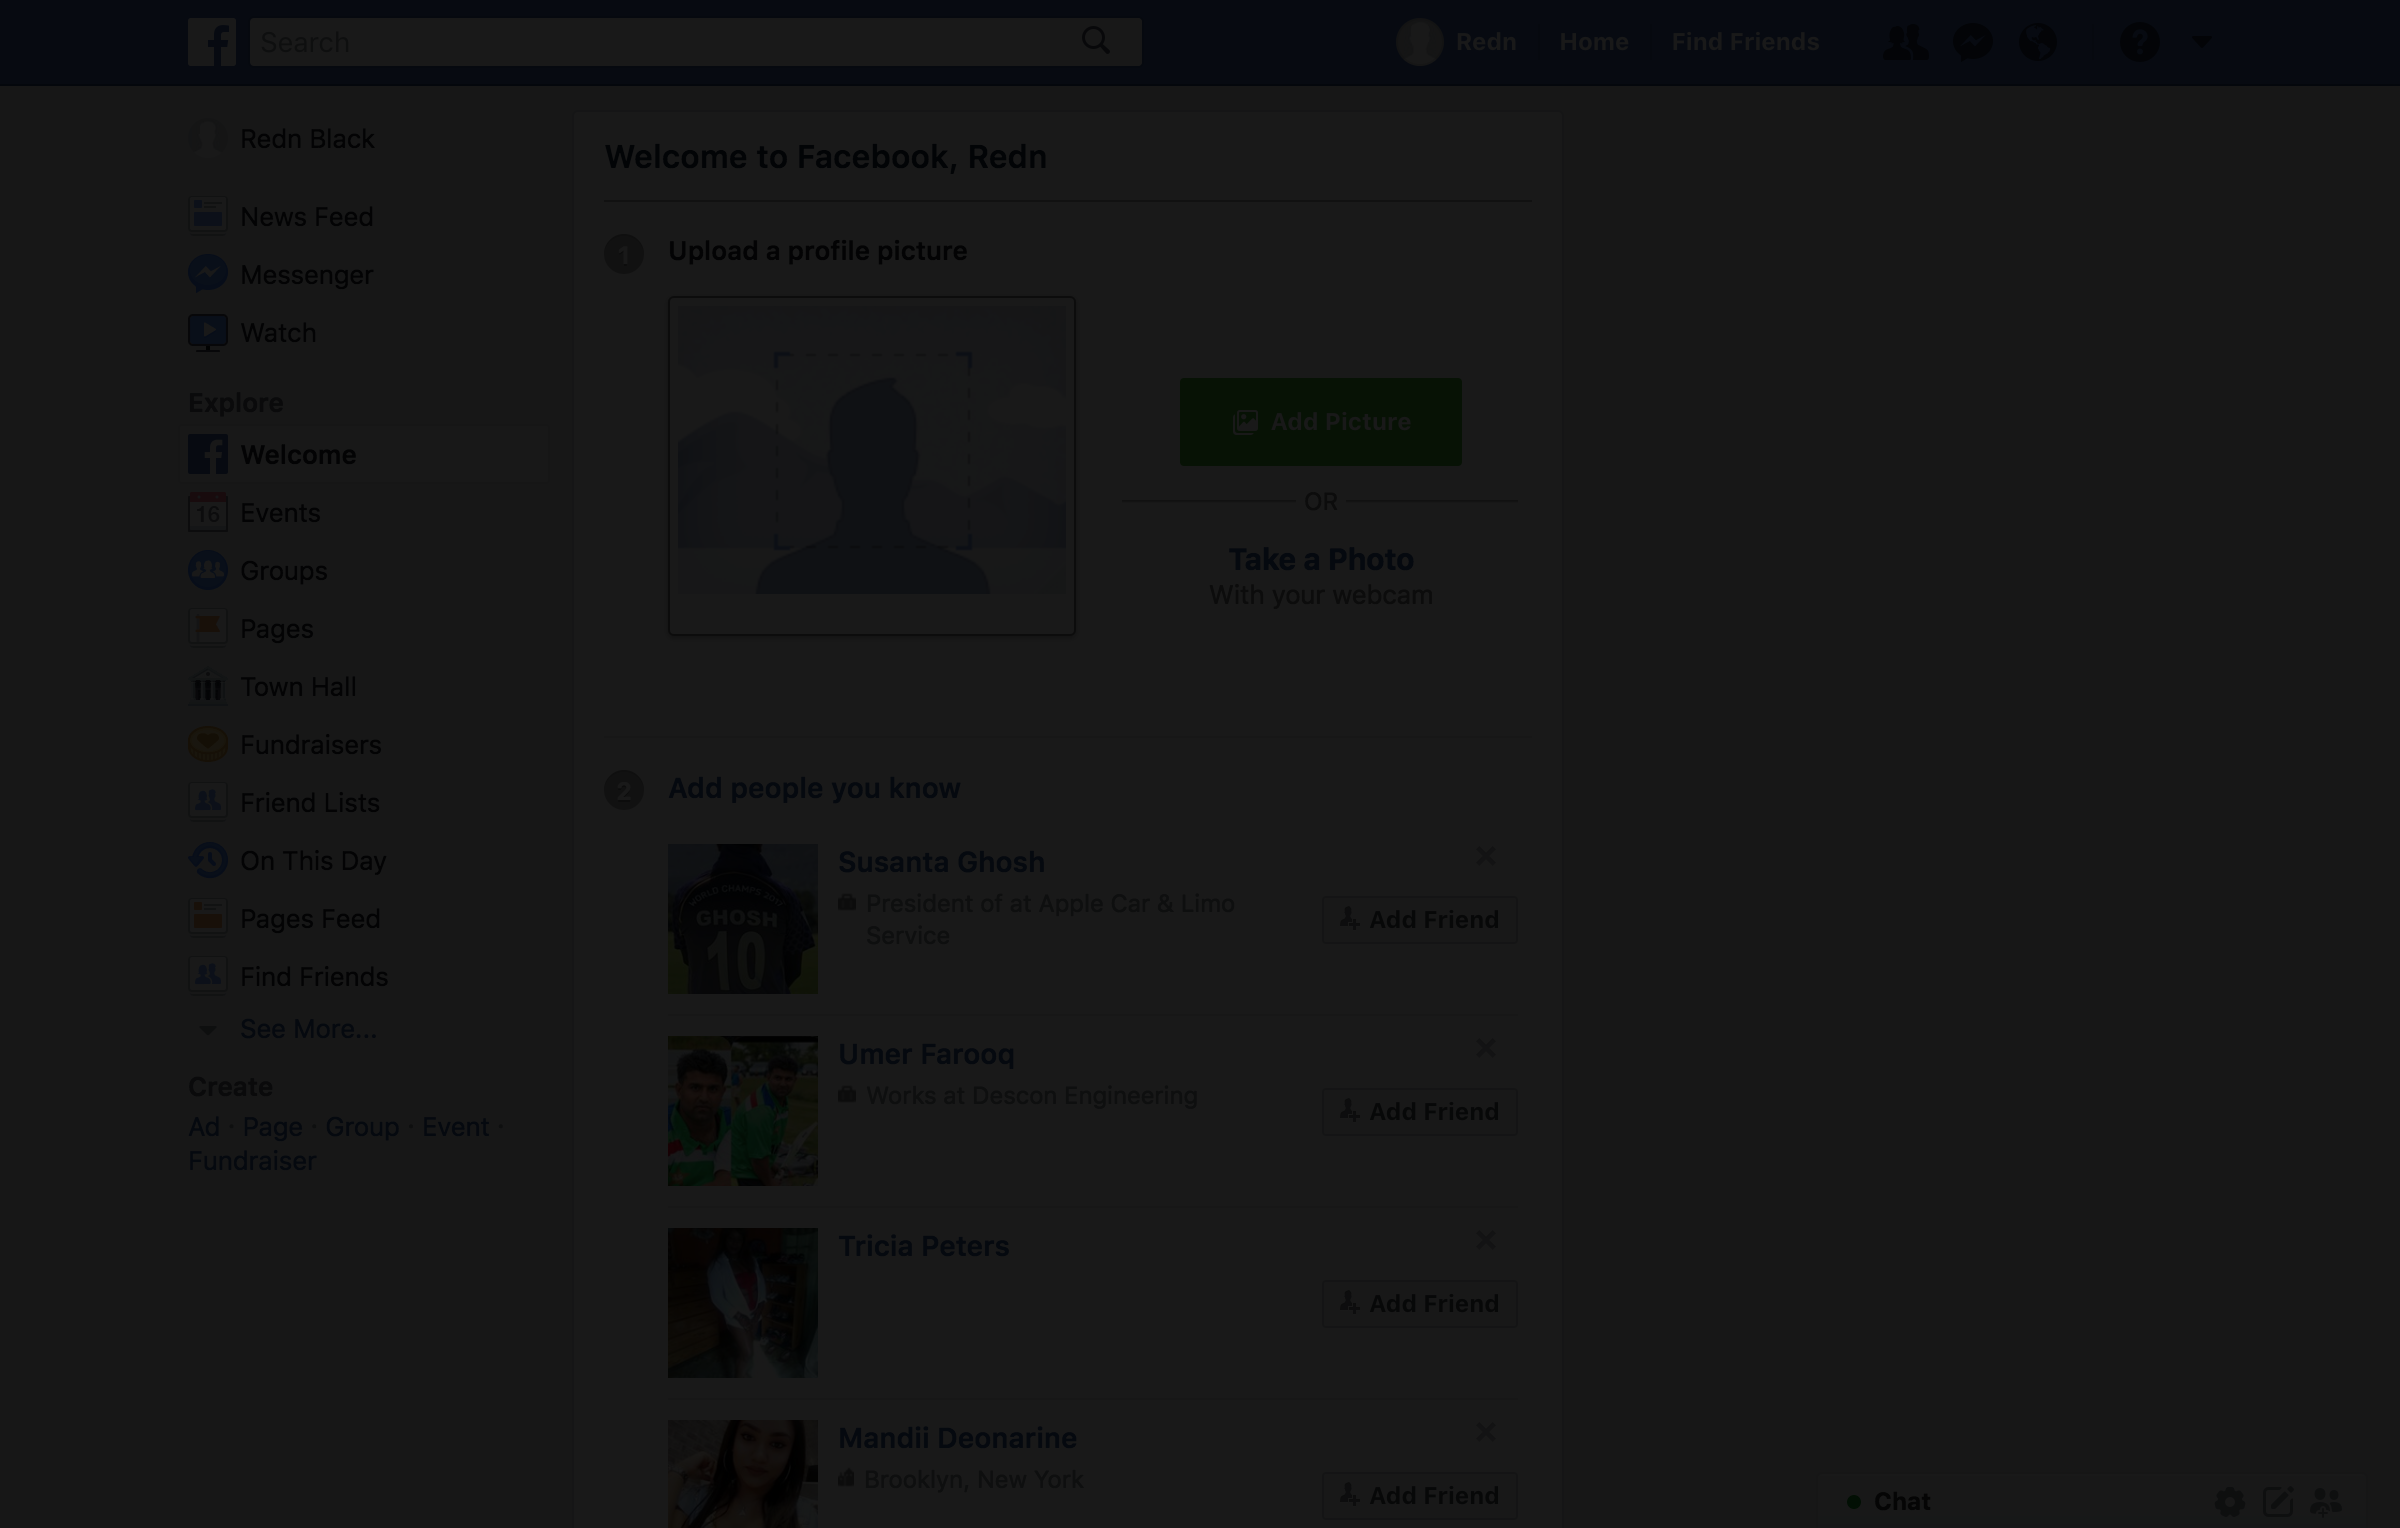 Search
Redn
Home
Find Friends
Redn Black
News Feed
Messenger
Watch
Explore
Welcome
16
Events
Groups
Pages
Town Hall
Fundraisers
Friend Lists
On This Day
Pages Feed
Find Friends
See More...
Create
Ad · Page · Group · Event ·
Fundraiser
Welcome to Facebook, Redn
1
Upload a profile picture
Add Picture
OR
Take a Photo
With your webcam
2
Add people you know
WORLD CHAMPS 2011
GHOSH
10
Susanta Ghosh
President of at Apple Car & Limo
Service
Add Friend
Umer Farooq
Works at Descon Engineering
Add Friend
Tricia Peters
Add Friend
Mandii Deonarine
Brooklyn, New York
Add Friend
Chat